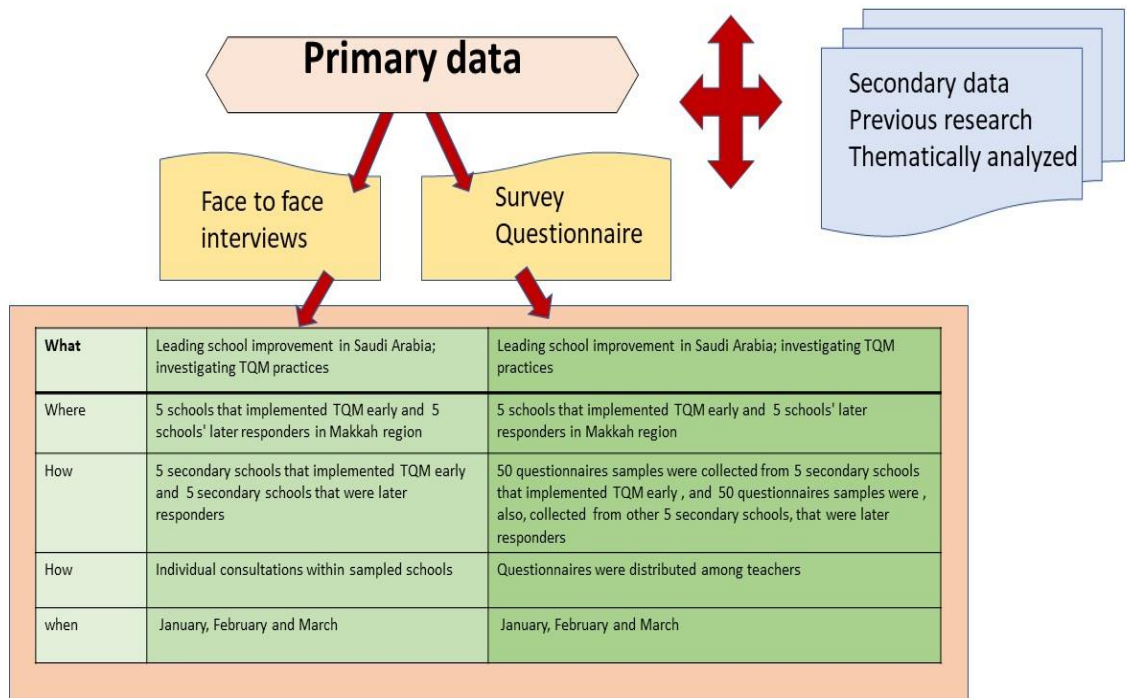 Primary data
Secondary data
Previous research
Thematically analyzed
Face to face
interviews
Survey
Questionnaire
What
Leading school improvement in Saudi Arabia;
investigating TQM practices
Leading school improvement in Saudi Arabia; investigating TQM
practices
Where
5 schools that implemented TQM early and 5
schools' later responders in Makkah region
5 schools that implemented TQM early and 5 schools' later
responders in Makkah region
How
5 secondary schools that implemented TQM early
and 5 secondary schools that were later
responders
50 questionnaires samples were collected from 5 secondary schools
that implemented TQM early , and 50 questionnaires samples were ,
also, collected from other 5 secondary schools, that were later
responders
How
Individual consultations within sampled schools
Questionnaires were distributed among teachers
when
January, February and March
January, February and March